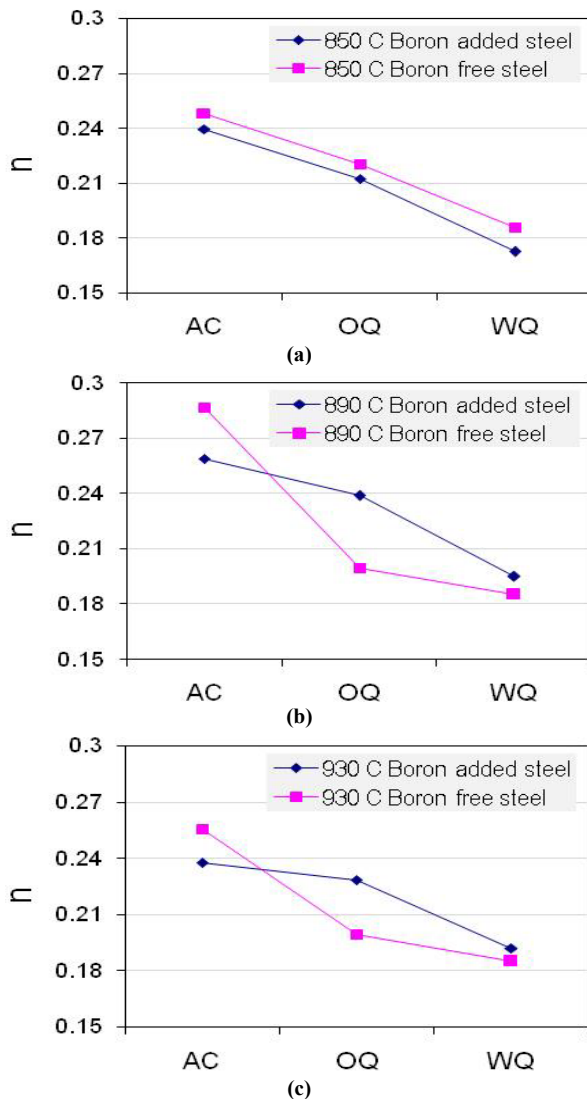 0.3
850 C Boron added steel
850 C Boron free steel
0.27
0.24
n
0.21
0.18
0.15
AC OQ WQ
(a)
0.3
890 C Boron added steel
890 C Boron free steel
0.27
0.24
n
0.21
0.18
0.15
AC OQ WQ
(b)
0.3
930 C Boron added steel
930 C Boron free steel
0.27
0.24
n
0.21
0.18
0.15
AC OQ WQ
(c)